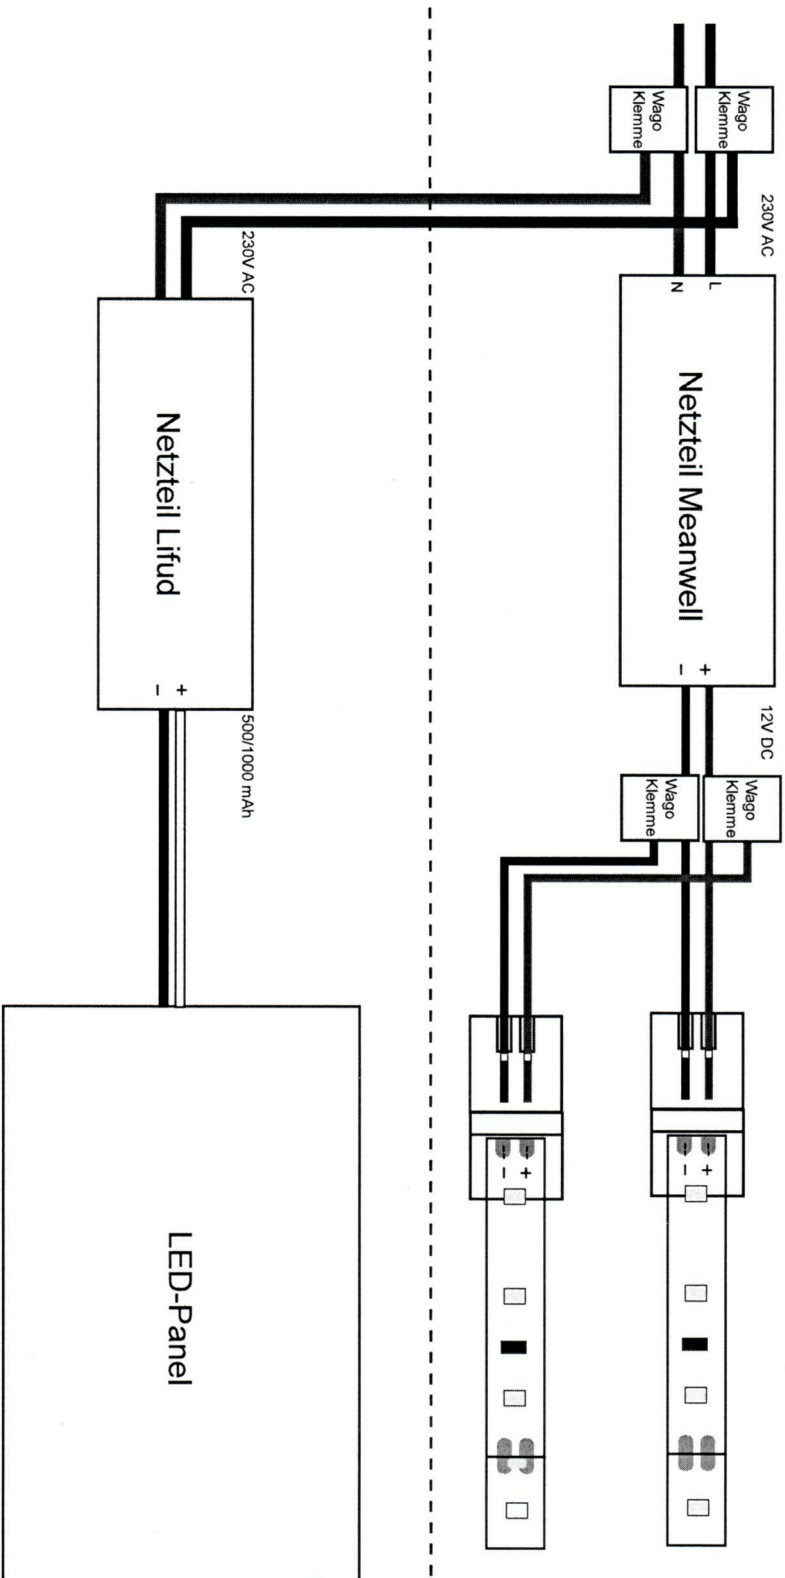 Wago
Klemme
Wago
Klemme
230V AC
L
N
Netzteil Meanwell
+
–
12V DC
Wago
Klemme
Wago
Klemme
+
–
+
–
230V AC
Netzteil Lifud
+
–
500/1000 mAh
LED-Panel